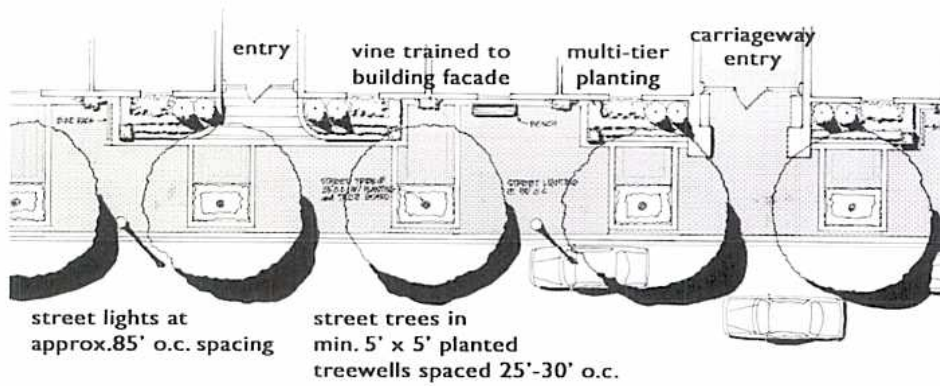 entry
vine trained to
building facade
multi-tier
planting
carriageway
entry
BENCH
street lights at
approx.85' o.c. spacing
street trees in
min. 5' x 5' planted
treewells spaced 25'-30' o.c.